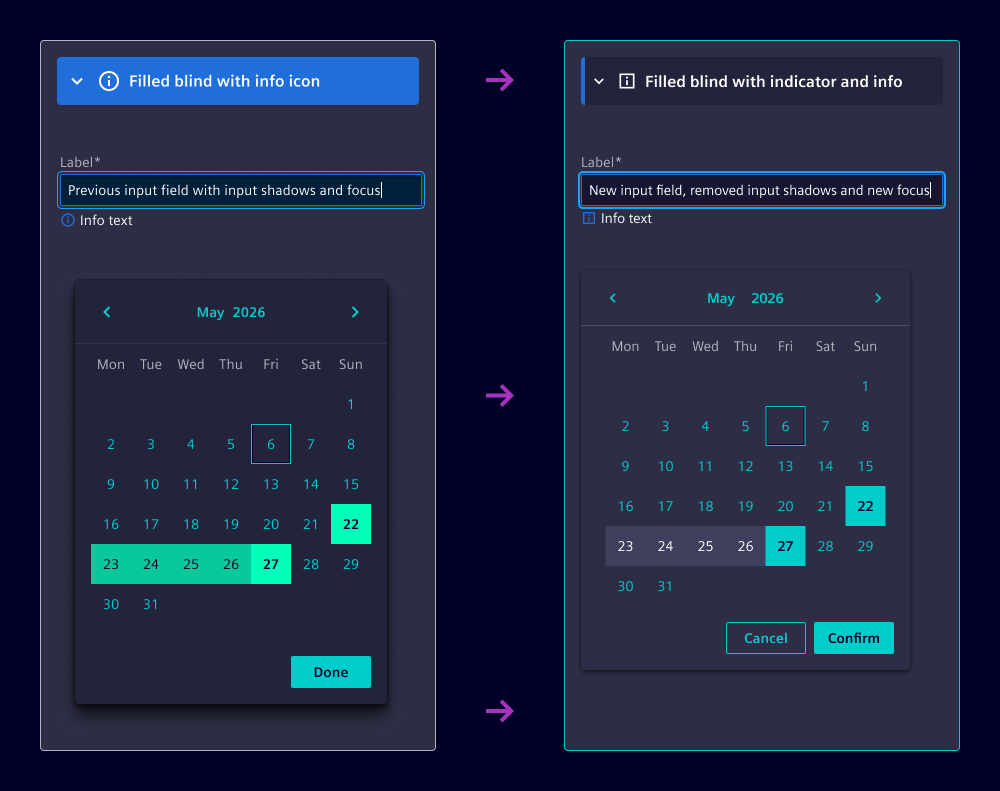 Filled blind with info icon
Label*
Previous input field with input shadows and focus
Info text
May 2026
Mon Tue Wed Thu Fri Sat Sun
1
2 3 4 5 6 7 8
9 10 11 12 13 14 15
16 17 18 19 20 21 22
23 24 25 26 27 28 29
30 31
Done
Filled blind with indicator and info
Label*
New input field, removed input shadows and new focus
Info text
May 2026
Mon Tue Wed Thu Fri Sat Sun
1
2 3 4 5 6 7 8
9 10 11 12 13 14 15
16 17 18 19 20 21 22
23 24 25 26 27 28 29
30 31
Cancel Confirm